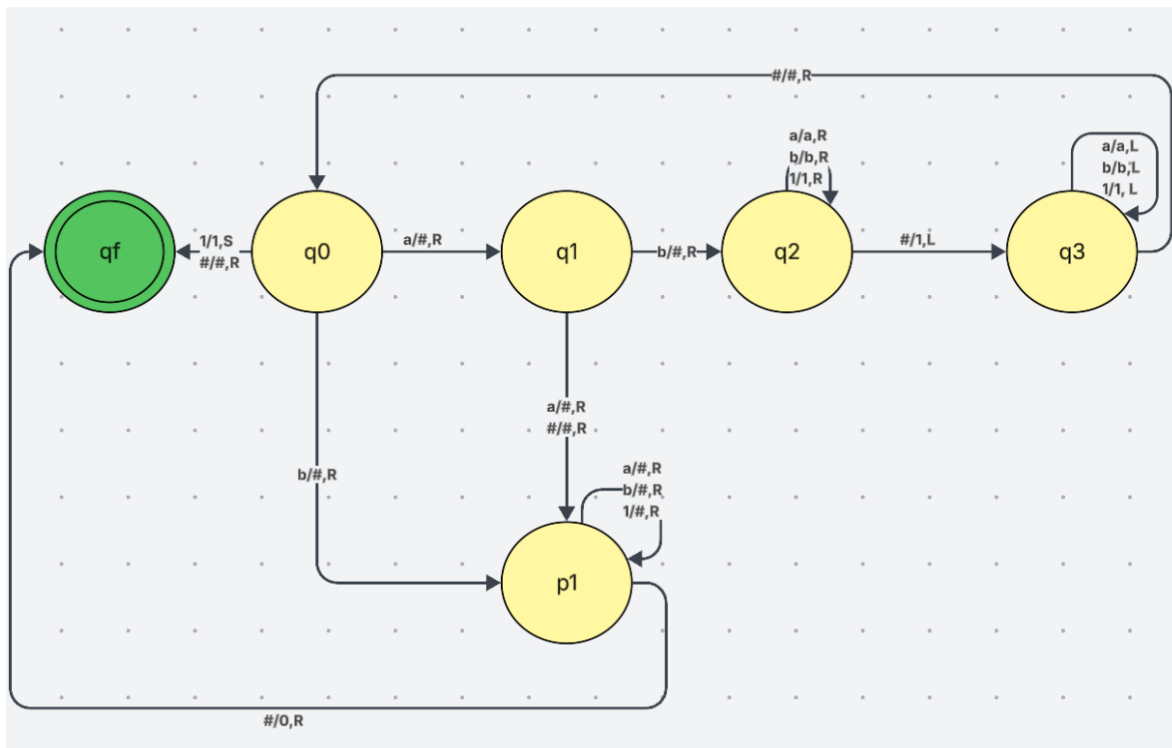 #/#,R
a/a,R
b/b,R
1/1,R
a/a,L
b/b,L
1/1, L
qf
1/1,S
#/#,R
q0
a/#,R
q1
b/#,R
q2
#/1,L
q3
a/#,R
#/#,R
b/#,R
a/#,R
b/#,R
1/#,R
p1
#/0,R